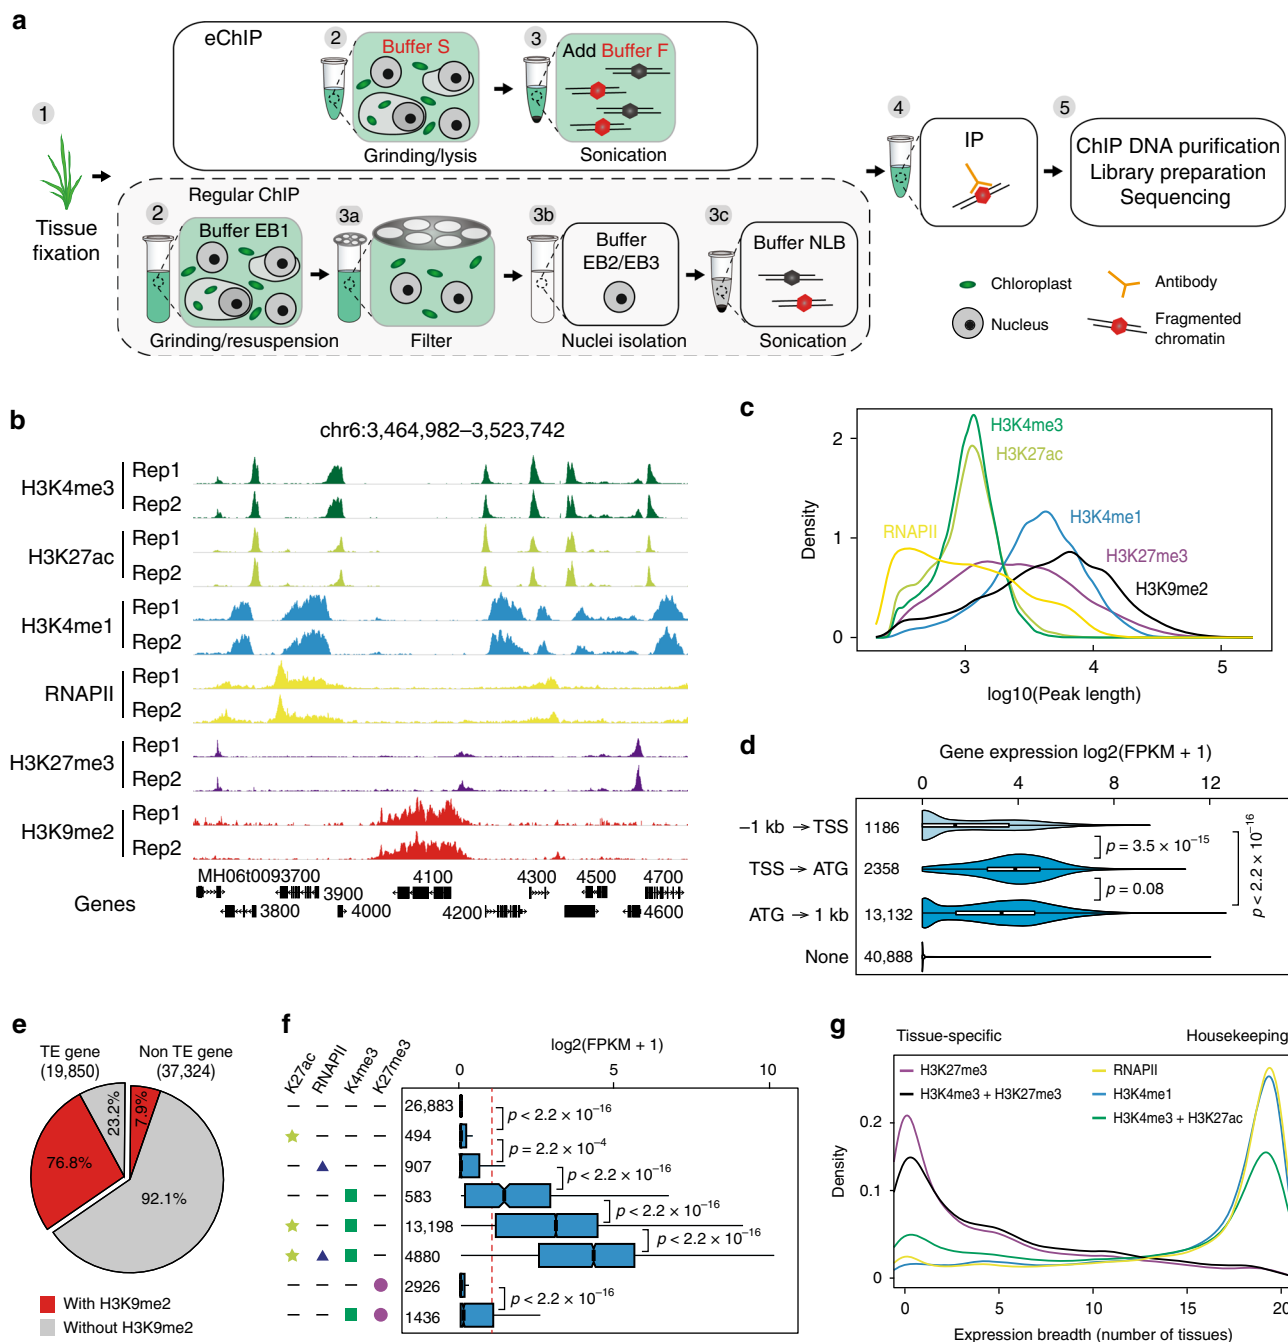 a
eChIP
2
Buffer S
Grinding/lysis
3
Add Buffer F
Sonication
1
Tissue
fixation
Regular ChIP
2
Buffer EB1
Grinding/resuspension
3a
Filter
3b
Buffer
EB2/EB3
Nuclei isolation
3c
Buffer NLB
Sonication
4
IP
5
ChIP DNA purification
Library preparation
Sequencing
Chloroplast
Antibody
Nucleus
Fragmented
chromatin
b
chr6:3,464,982–3,523,742
H3K4me3
Rep1
Rep2
H3K27ac
Rep1
Rep2
H3K4me1
Rep1
Rep2
RNAPII
Rep1
Rep2
H3K27me3
Rep1
Rep2
H3K9me2
Rep1
Rep2
Genes
MH06t0093700
4100
4300
4500
4700
3900
3800
4000
4200
4600
c
Density
2
1
0
H3K4me3
H3K27ac
H3K4me1
RNAPII
H3K27me3
H3K9me2
3
4
5
log10(Peak length)
d
Gene expression log2(FPKM + 1)
0
4
8
12
–1 kb → TSS
1186
TSS → ATG
2358
ATG → 1 kb
13,132
None
40,888
p = 3.5 × 10⁻¹⁵
p = 0.08
p < 2.2 × 10⁻¹⁶
e
TE gene
(19,850)
Non TE gene
(37,324)
23.2%
7.9%
76.8%
92.1%
With H3K9me2
Without H3K9me2
f
log2(FPKM + 1)
K27ac
RNAPII
K4me3
K27me3
0
5
10
– – – –
26,883
– – –
494
– – –
907
– – –
583
– –
13,198
–
4880
– – –
2926
– –
1436
p < 2.2 × 10⁻¹⁶
p = 2.2 × 10⁻⁴
p < 2.2 × 10⁻¹⁶
p < 2.2 × 10⁻¹⁶
p < 2.2 × 10⁻¹⁶
p < 2.2 × 10⁻¹⁶
g
Tissue-specific
Housekeeping
H3K27me3
H3K4me3 + H3K27me3
RNAPII
H3K4me1
H3K4me3 + H3K27ac
Density
0.2
0.1
0
0
5
10
15
20
Expression breadth (number of tissues)